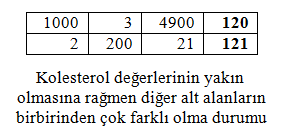 1000 3 4900 120
2 200 21 121
Kolesterol değerlerinin yakın
olmasına rağmen diğer alt alanların
birbirinden çok farklı olma durumu